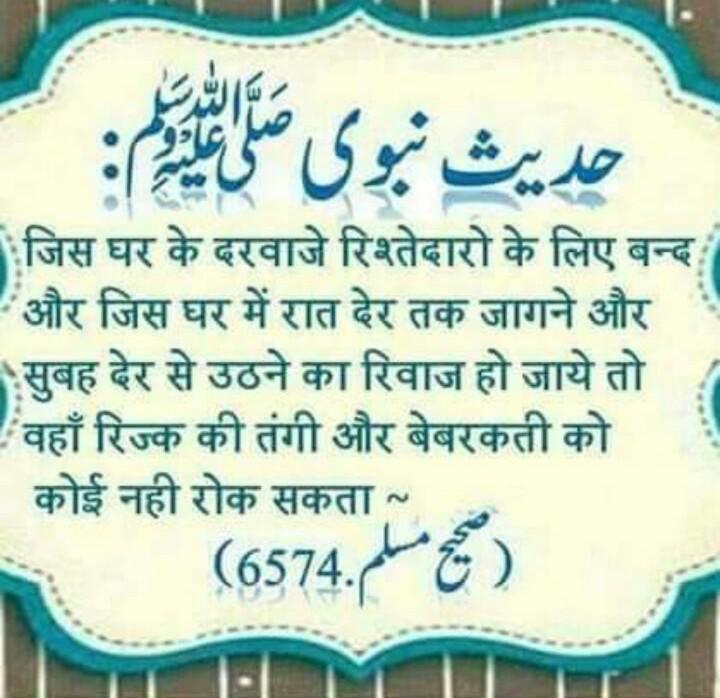 حدیث نبوی صَلَّى اللهُ عَلَيْهِ وَسَلَّم:
जिस घर के दरवाजे रिश्तेदारो के लिए बन्द
और जिस घर में रात देर तक जागने और
सुबह देर से उठने का रिवाज हो जाये तो
वहाँ रिज्क की तंगी और बेबरकती को
कोई नही रोक सकता ~
(صحیح مسلم.6574)